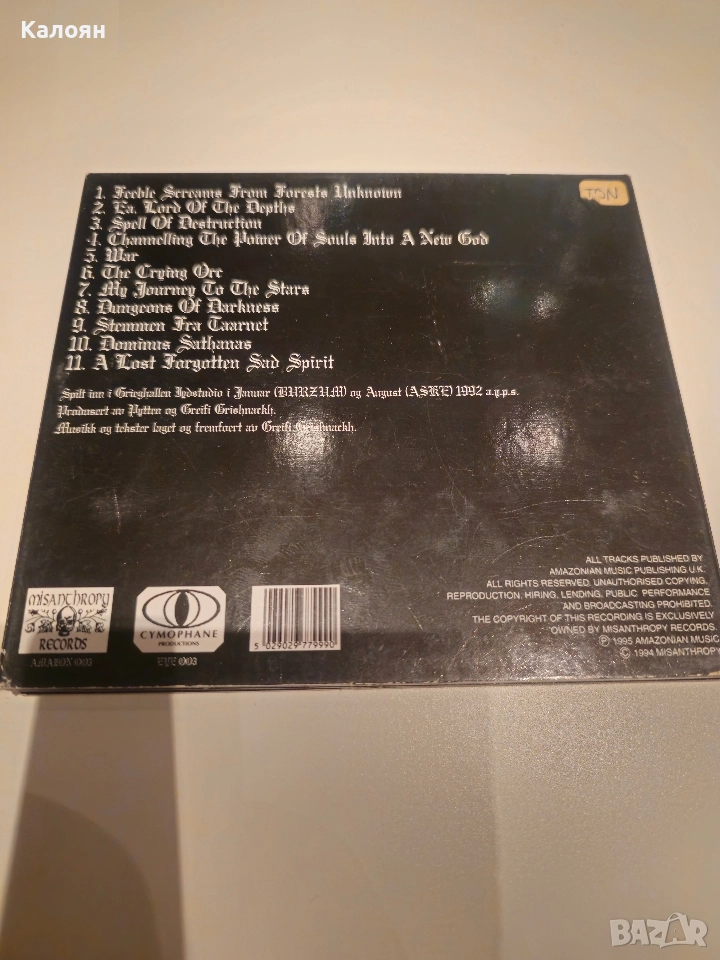 Калоян
TON
1. Feeble Screams From Forests Unknown
2. Ea, Lord Of The Depths
3. Spell Of Destruction
4. Channelling The Power Of Souls Into A New God
5. War
6. The Crying Orc
7. My Journey To The Stars
8. Dungeons Of Darkness
9. Stemmen Fra Taarnet
10. Dominus Sathanas
11. A Lost Forgotten Sad Spirit
Spilt inn i Grieghallen Lydstudio i Januar (BURZUM) og August (ASKE) 1992 a.y.p.s.
Produsert av Pytten og Greifi Grishnackh.
Musikk og tekster laget og fremfoert av Greifi Grishnackh.
ALL TRACKS PUBLISHED BY
AMAZONIAN MUSIC PUBLISHING U.K.
ALL RIGHTS RESERVED. UNAUTHORISED COPYING,
REPRODUCTION, HIRING, LENDING, PUBLIC PERFORMANCE
AND BROADCASTING PROHIBITED.
THE COPYRIGHT OF THIS RECORDING IS EXCLUSIVELY
OWNED BY MISANTHROPY RECORDS.
Ⓟ 1995 AMAZONIAN MUSIC
© 1994 MISANTHROPY
misanthropy
RECORDS
AMAZON 003
CYMOPHANE
PRODUCTIONS
EYE 003
5 029029 779990
BAZAR